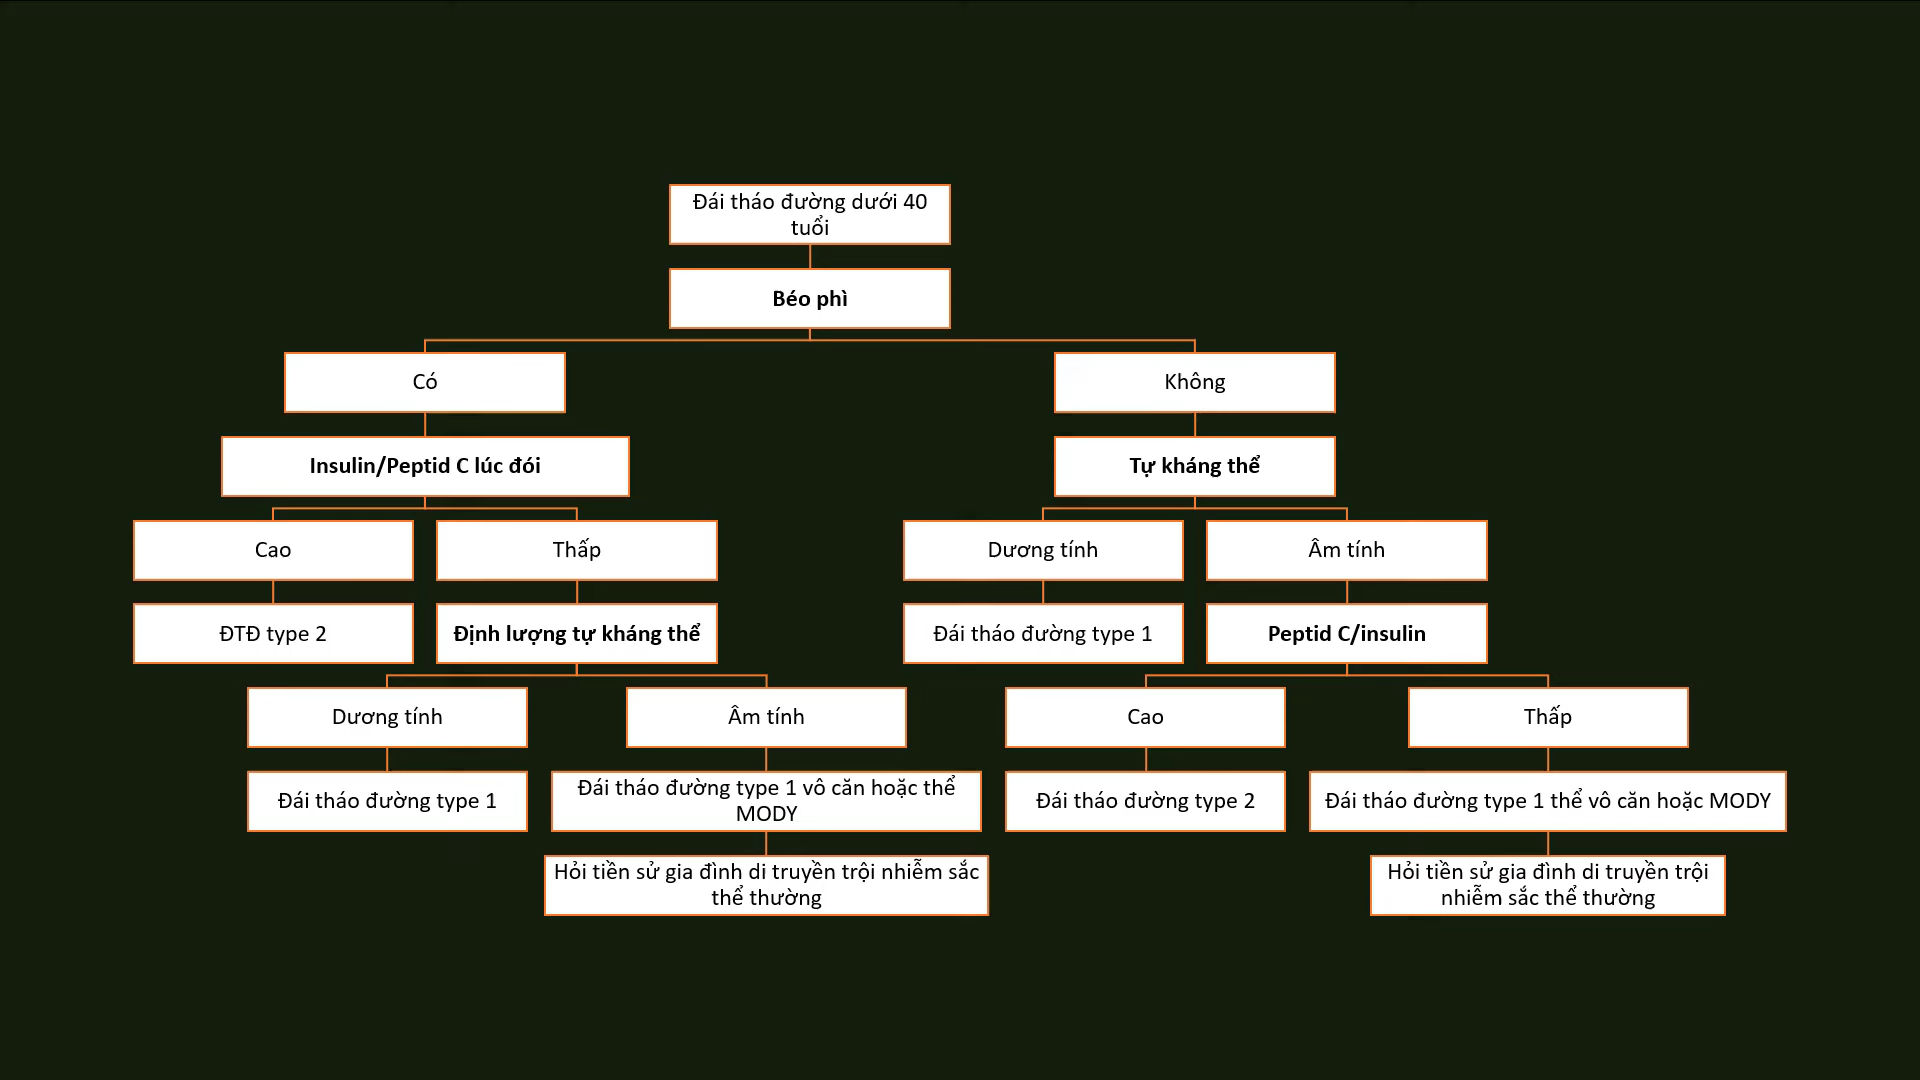 Đái tháo đường dưới 40
tuổi
Béo phì
Có
Không
Insulin/Peptid C lúc đói
Tự kháng thể
Cao
Thấp
Dương tính
Âm tính
ĐTĐ type 2
Định lượng tự kháng thể
Đái tháo đường type 1
Peptid C/insulin
Dương tính
Âm tính
Cao
Thấp
Đái tháo đường type 1
Đái tháo đường type 1 vô căn hoặc thể
MODY
Đái tháo đường type 2
Đái tháo đường type 1 thể vô căn hoặc MODY
Hỏi tiền sử gia đình di truyền trội nhiễm sắc
thể thường
Hỏi tiền sử gia đình di truyền trội
nhiễm sắc thể thường